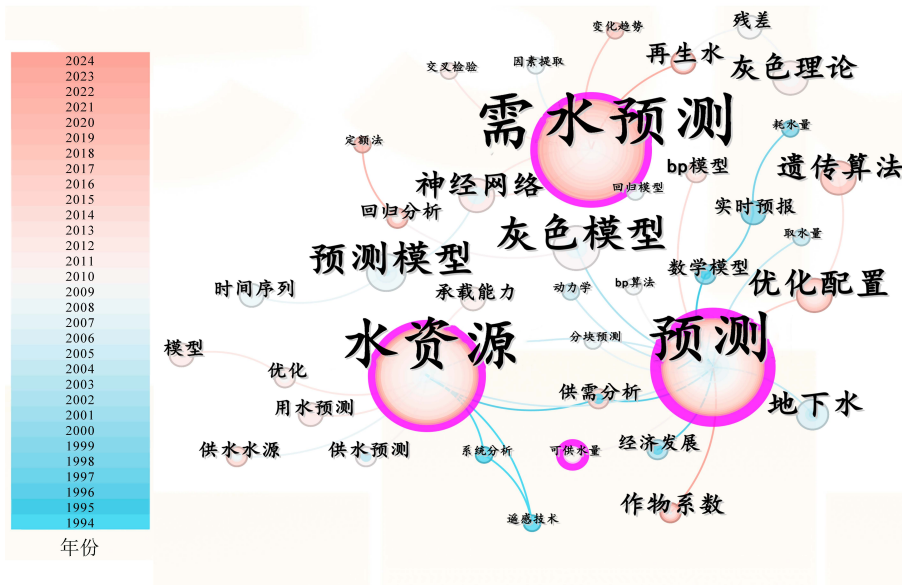 2024
2023
2022
2021
2020
2019
2018
2017
2016
2015
2014
2013
2012
2011
2010
2009
2008
2007
2006
2005
2004
2003
2002
2001
2000
1999
1998
1997
1996
1995
1994
年份
变化趋势
残差
再生水
因素提取
交叉检验
灰色理论
需水预测
耗水量
定额法
bp模型
遗传算法
神经网络
回归模型
回归分析
实时预报
灰色模型
取水量
预测模型
数学模型
优化配置
时间序列
承载能力
动力学
bp算法
水资源
分块预测
预测
模型
优化
供需分析
用水预测
地下水
供水水源
供水预测
系统分析
可供水量
经济发展
作物系数
遥感技术